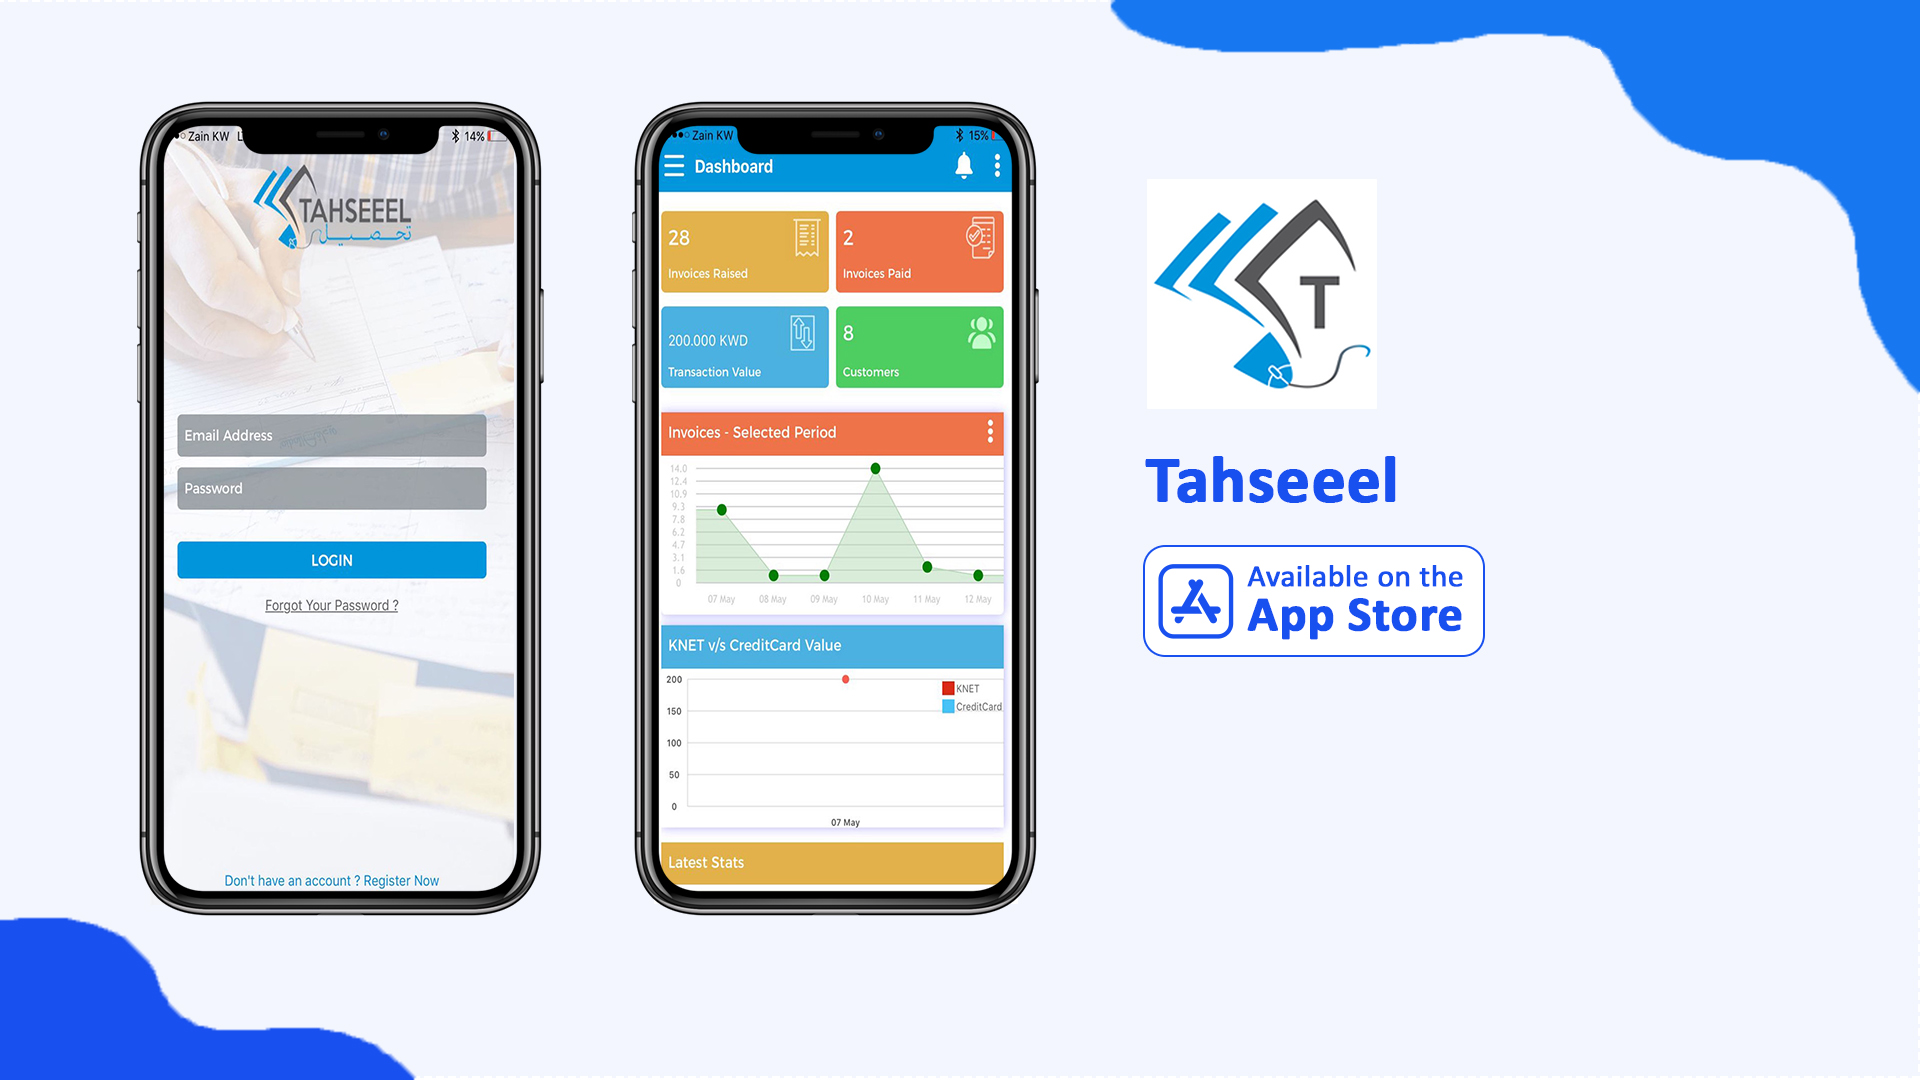 Zain KW
14%
TAHSEEEL
تحصيل
Email Address
Password
LOGIN
Forgot Your Password ?
Don't have an account ? Register Now
Zain KW
15%
Dashboard
28
Invoices Raised
2
Invoices Paid
200.000 KWD
Transaction Value
8
Customers
Invoices - Selected Period
14.0
12.4
10.9
9.3
7.8
6.2
4.7
3.1
1.6
0
07 May 08 May 09 May 10 May 11 May 12 May
KNET v/s CreditCard Value
200
150
100
50
0
KNET
CreditCard
07 May
Latest Stats
T
Tahseeel
Available on the
App Store